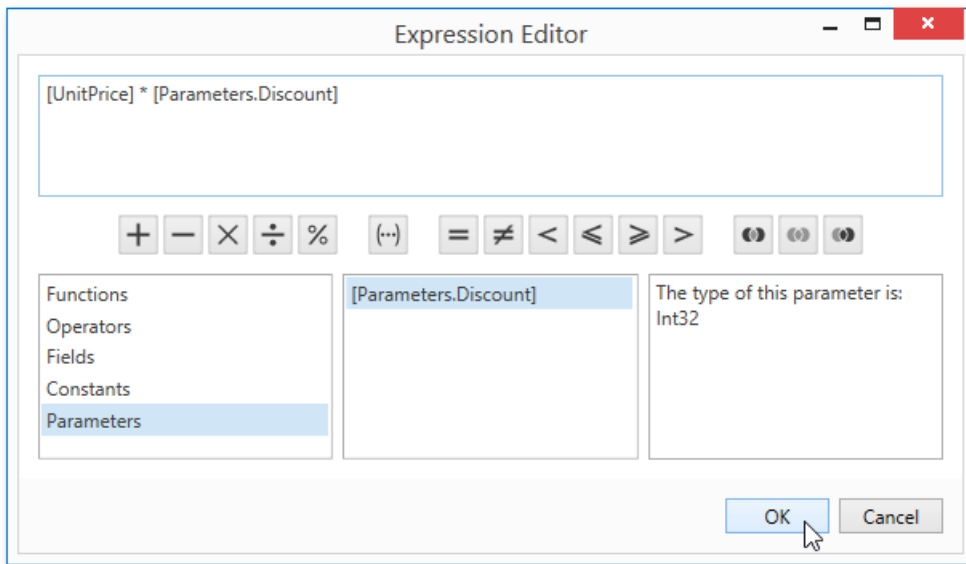 Expression Editor
[UnitPrice] * [Parameters.Discount]
+ − × ÷ % (···) = ≠ < ⩽ ⩾ >
Functions
Operators
Fields
Constants
Parameters
[Parameters.Discount]
The type of this parameter is:
Int32
OK
Cancel